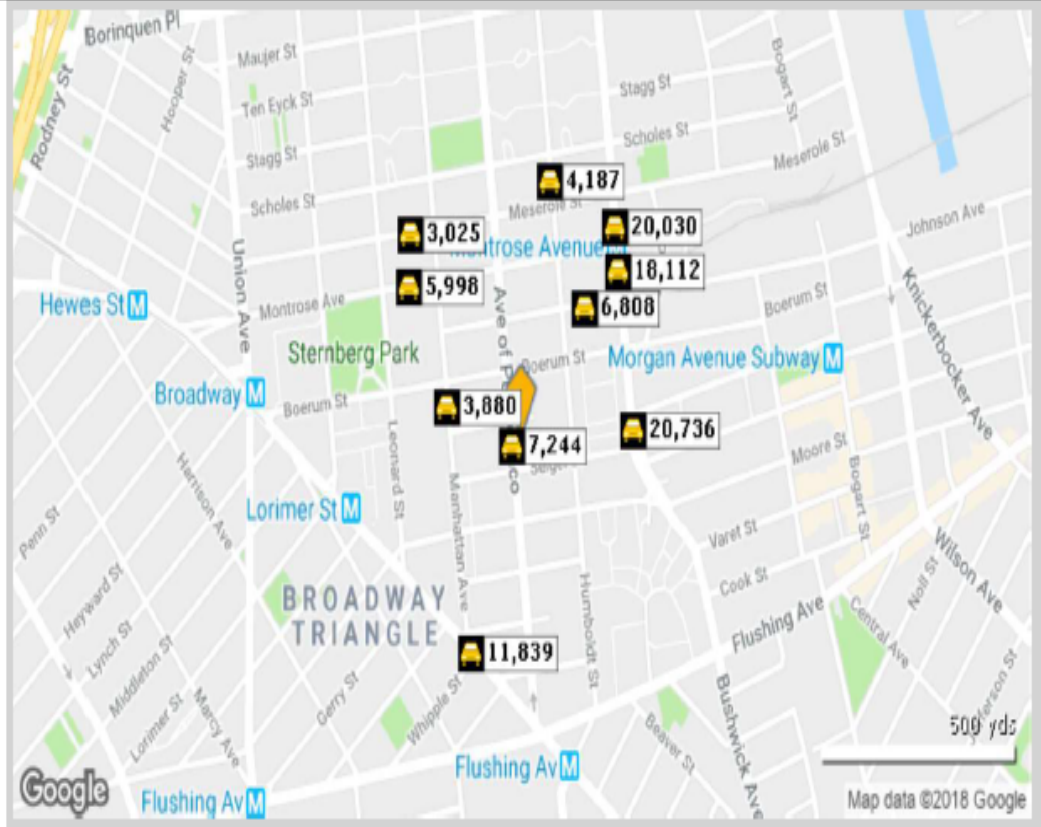 Borinquen Pl
Maujer St
Hooper St
Rodney St
Ten Eyck St
Stagg St
Bogart St
Stagg St
Scholes St
Meserole St
4,187
Scholes St
Meserole St
3,025
20,030
Johnson Ave
Montrose Avenue
Union Ave
18,112
5,998
Hewes St M
Montrose Ave
Ave of
6,808
Boerum St
Knickerbocker Ave
Sternberg Park
Boerum St
Morgan Avenue Subway M
Broadway M
Boerum St
3,880
20,736
7,244
Moore St
Leonard St
Bogart St
Harrison Ave
Manhattan Ave
Lorimer St M
Penn St
Varet St
Wilson Ave
Cook St
Noll St
Heyward St
BROADWAY
TRIANGLE
Humboldt St
Flushing Ave
Central Ave
Lynch St
11,839
Middleton St
Gerry St
Whipple St
Lorimer St
Marcy Ave
Bushwick Ave
Beaver St
500 yds
Flushing Av M
Google
Flushing Av M
Map data ©2018 Google